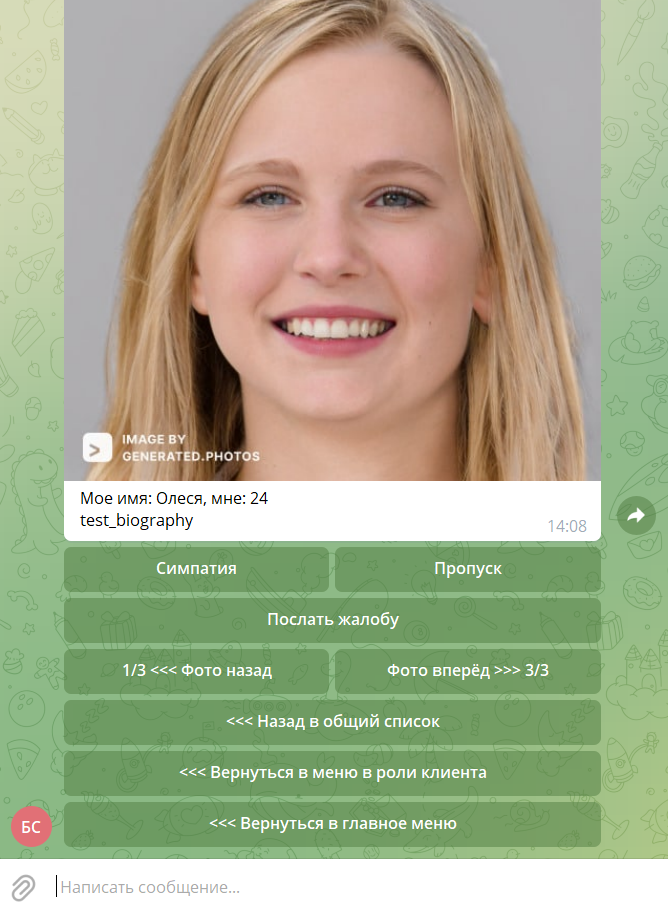 IMAGE BY
GENERATED.PHOTOS
Мое имя: Олеся, мне: 24
test_biography
14:08
Симпатия
Пропуск
Послать жалобу
1/3 <<< Фото назад
Фото вперёд >>> 3/3
<<< Назад в общий список
<<< Вернуться в меню в роли клиента
<<< Вернуться в главное меню
БС
Написать сообщение...